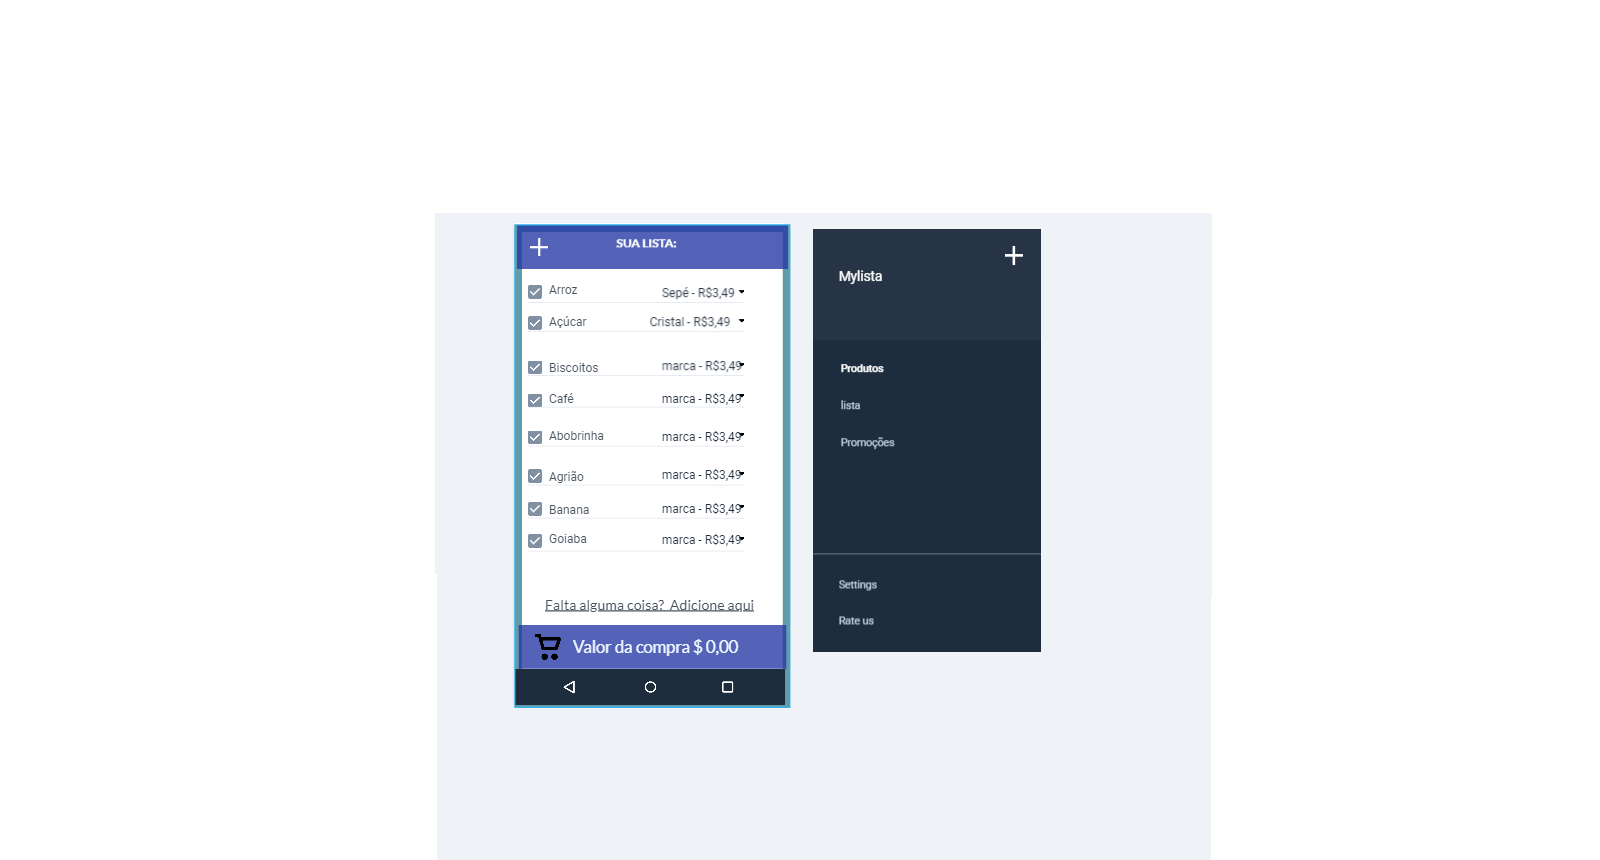 SUA LISTA:
Arroz Sepé - R$3,49
Açúcar Cristal - R$3,49
Biscoitos marca - R$3,49
Café marca - R$3,49
Abobrinha marca - R$3,49
Agrião marca - R$3,49
Banana marca - R$3,49
Goiaba marca - R$3,49
Falta alguma coisa? Adicione aqui
Valor da compra $ 0,00
Mylista
Produtos
lista
Promoções
Settings
Rate us